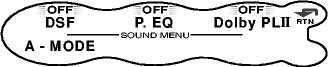 OFF OFF OFF
DSF P. EQ Dolby PLII RTN
SOUND MENU
A - MODE